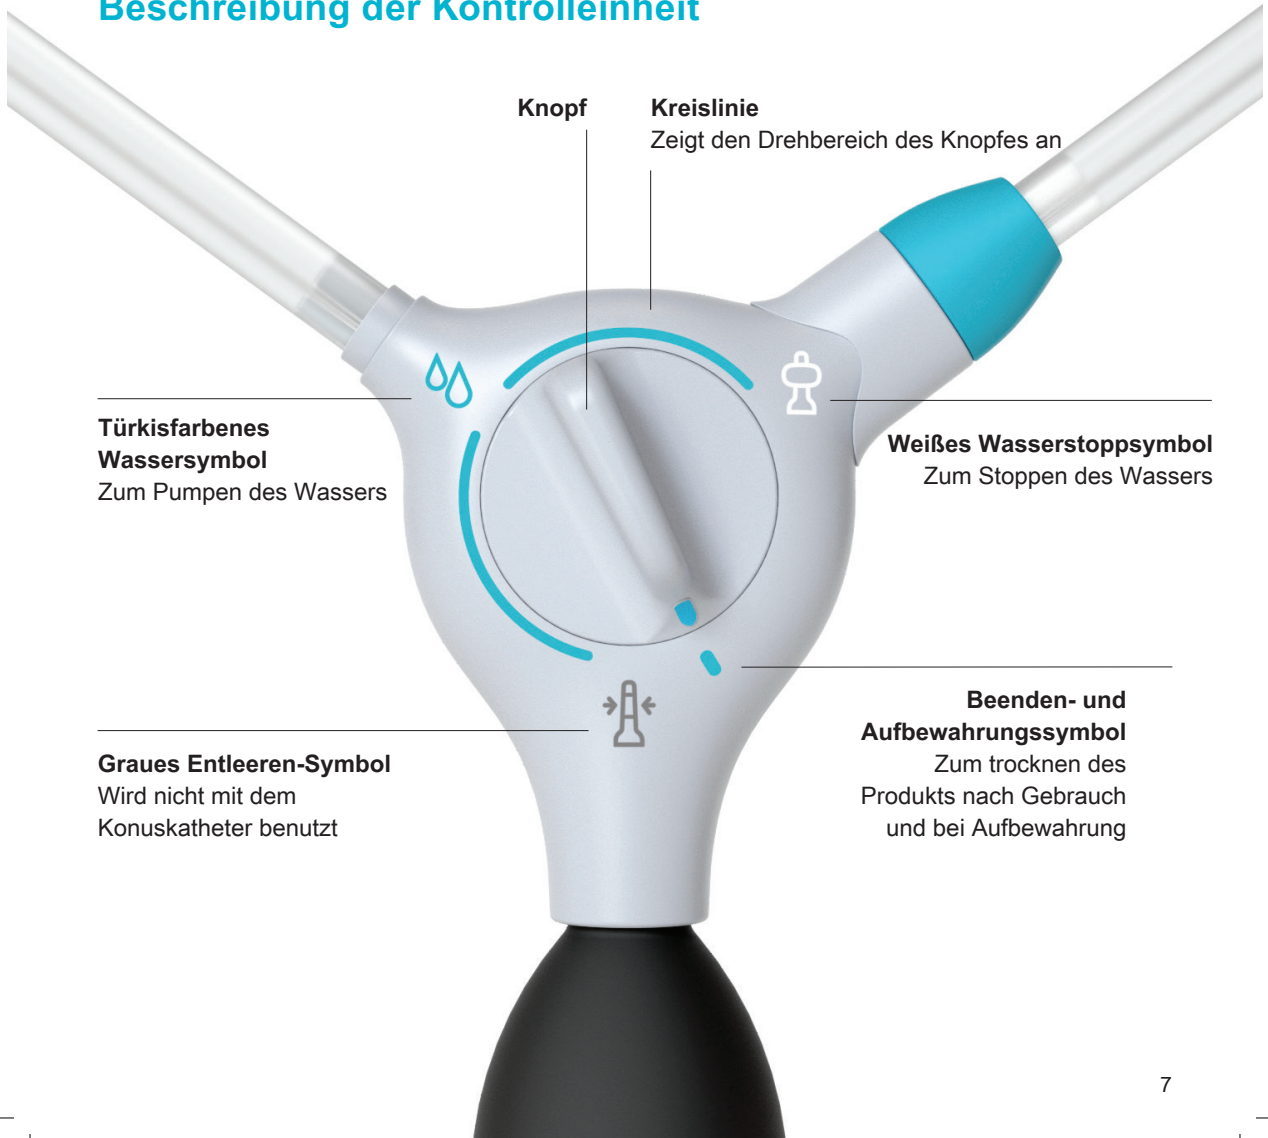 Beschreibung der Kontrolleinheit
Knopf
Kreislinie
Zeigt den Drehbereich des Knopfes an
Türkisfarbenes
Wassersymbol
Zum Pumpen des Wassers
Weißes Wasserstoppsymbol
Zum Stoppen des Wassers
Graues Entleeren-Symbol
Wird nicht mit dem
Konuskatheter benutzt
Beenden- und
Aufbewahrungssymbol
Zum trocknen des
Produkts nach Gebrauch
und bei Aufbewahrung
7